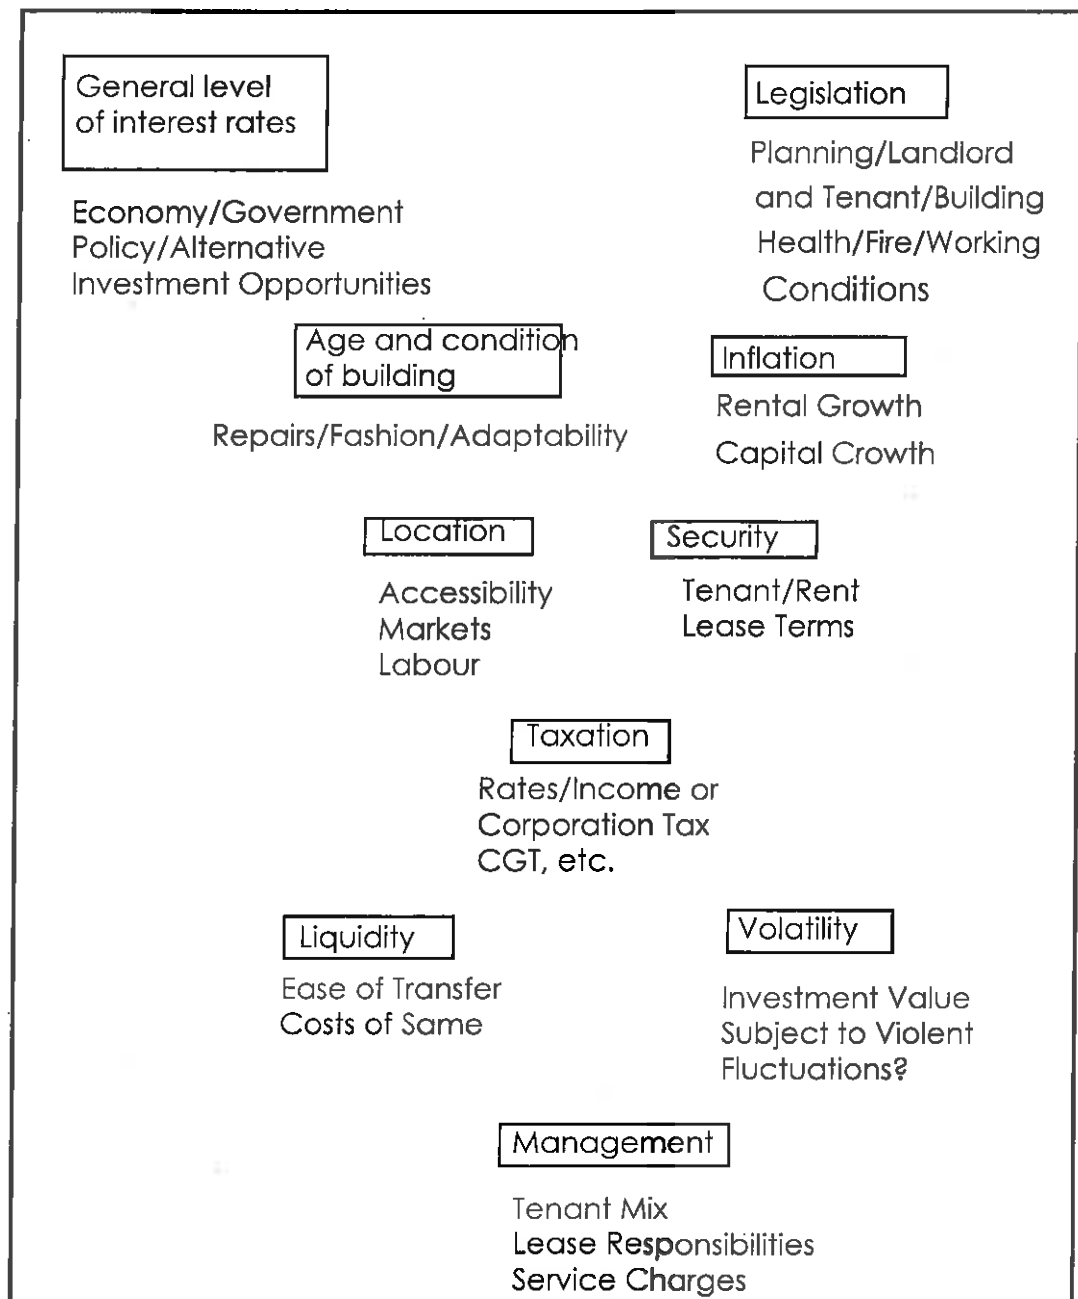 General level
of interest rates
Economy/Government
Policy/Alternative
Investment Opportunities
Legislation
Planning/Landlord
and Tenant/Building
Health/Fire/Working
Conditions
Age and condition
of building
Repairs/Fashion/Adaptability
Inflation
Rental Growth
Capital Crowth
Location
Accessibility
Markets
Labour
Security
Tenant/Rent
Lease Terms
Taxation
Rates/Income or
Corporation Tax
CGT, etc.
Liquidity
Ease of Transfer
Costs of Same
Volatility
Investment Value
Subject to Violent
Fluctuations?
Management
Tenant Mix
Lease Responsibilities
Service Charges